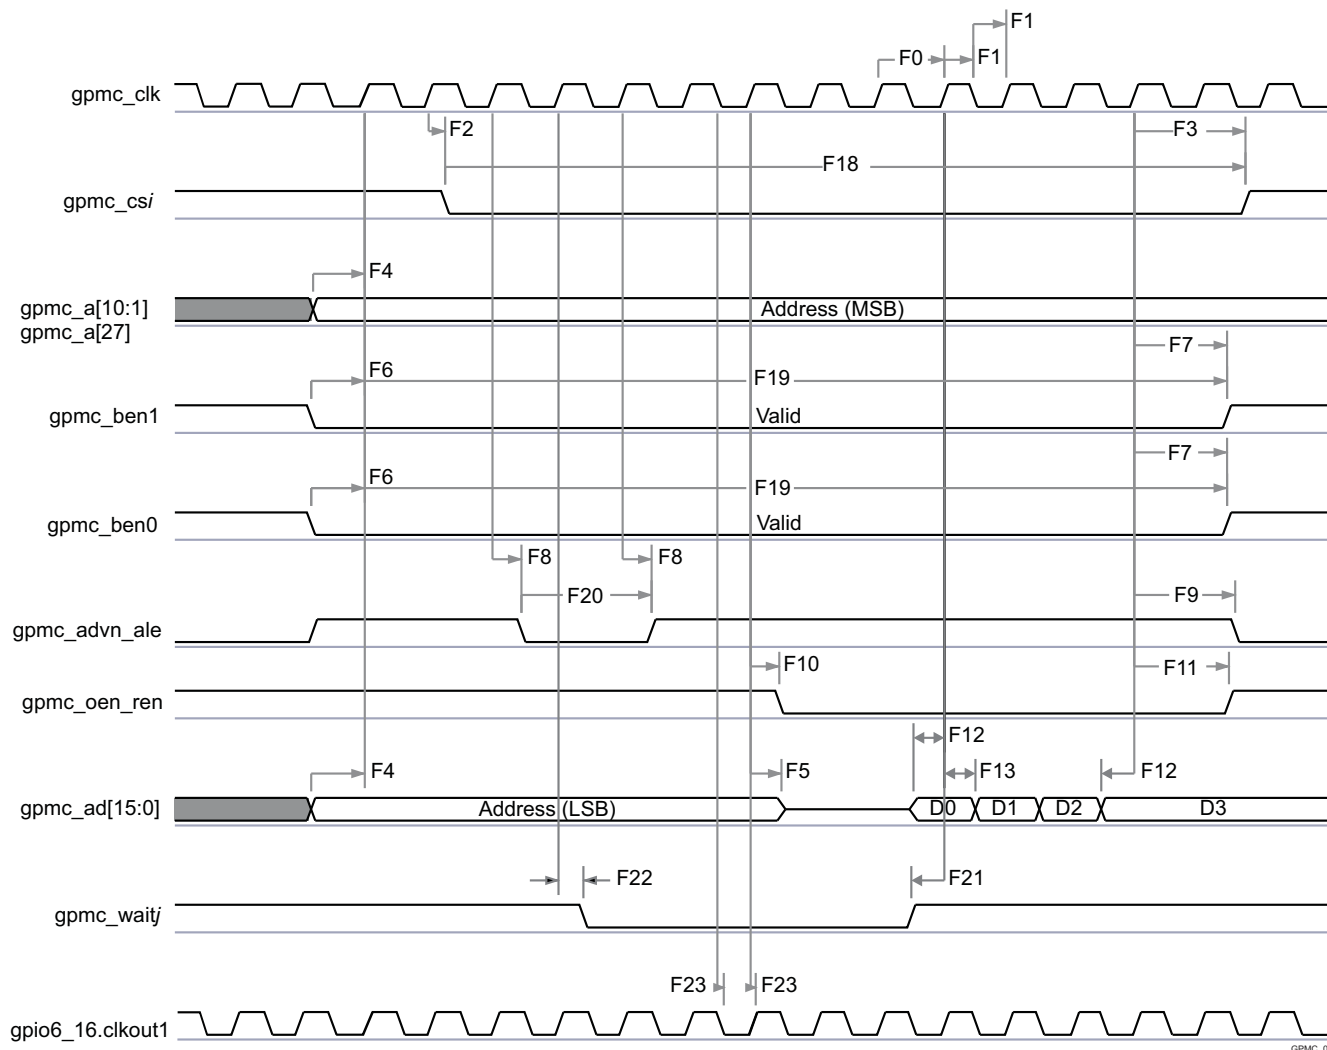 F1
F0 F1
gpmc_clk
F2 F3
F18
gpmc_csi
F4
gpmc_a[10:1] Address (MSB)
gpmc_a[27]
F7
F6 F19
gpmc_ben1 Valid
F7
F6 F19
gpmc_ben0 Valid
F8 F8
F20 F9
gpmc_advn_ale
F10 F11
gpmc_oen_ren
F12
F4 F5 F13 F12
gpmc_ad[15:0] Address (LSB) D0 D1 D2 D3
F22 F21
gpmc_waitj
F23 F23
gpio6_16.clkout1